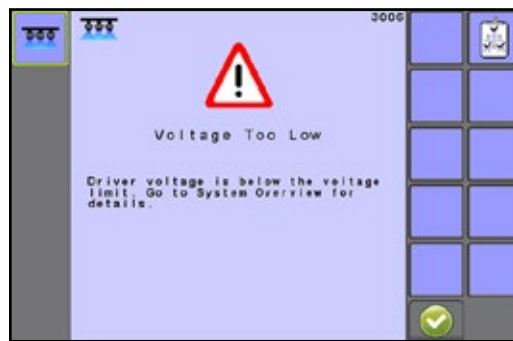 3006
Voltage Too Low
Driver voltage is below the voltage
limit. Go to System Overview for
details.